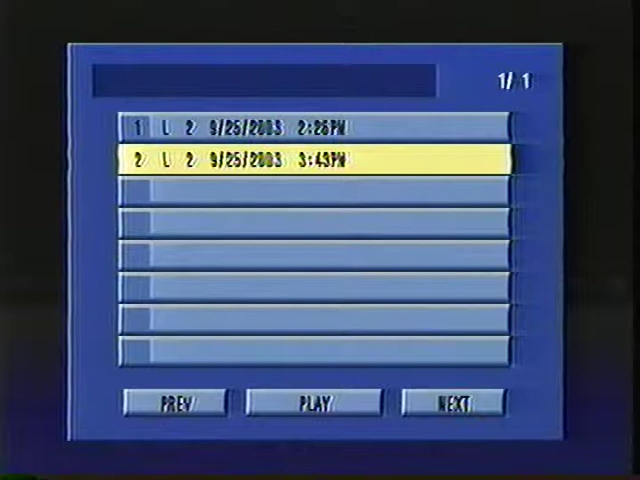 1/ 1
1 L 2 9/25/2003 2:26PM
2 L 2 9/25/2003 3:43PM
PREV PLAY NEXT